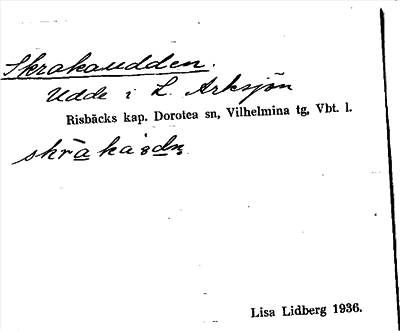 Skrakaudden.
Udde i L. Arksjön
Risbäcks kap. Dorotea sn, Vilhelmina tg, Vbt. l.
Lisa Lidberg 1936.